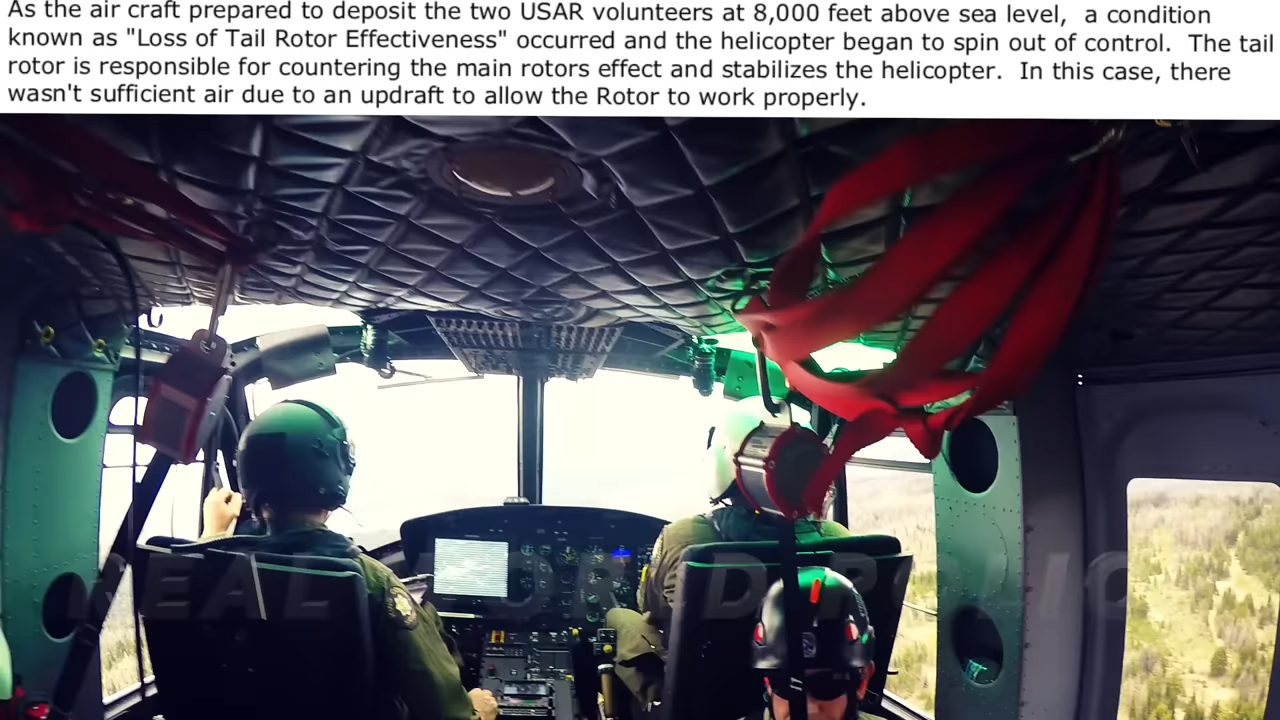 As the air craft prepared to deposit the two USAR volunteers at 8,000 feet above sea level,  a condition
known as "Loss of Tail Rotor Effectiveness" occurred and the helicopter began to spin out of control.  The tail
rotor is responsible for countering the main rotors effect and stabilizes the helicopter.  In this case, there
wasn't sufficient air due to an updraft to allow the Rotor to work properly.
REAL WORLD POLICE